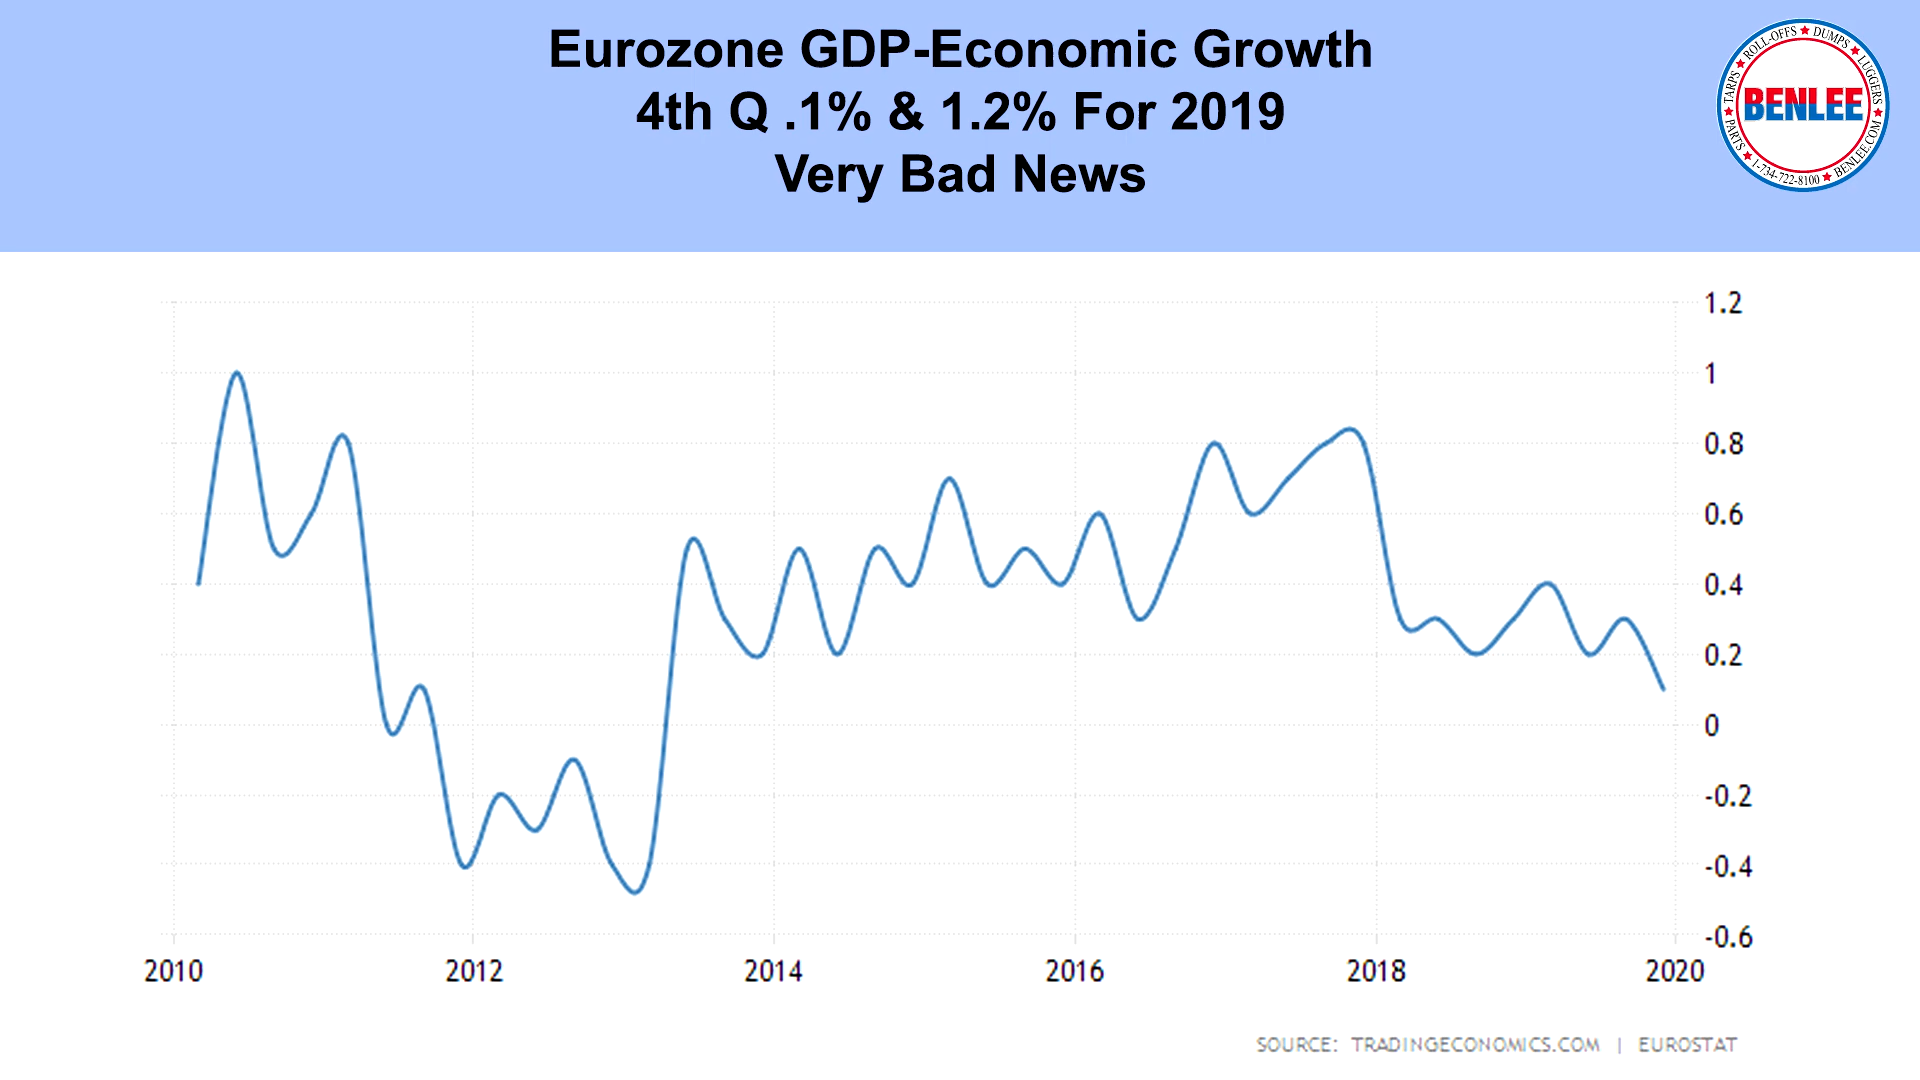 Eurozone GDP-Economic Growth
4th Q .1% & 1.2% For 2019
Very Bad News
TARPS ★ ROLL-OFFS ★ DUMPS ★ LUGGERS ★ BENLEE.COM ★ 1-734-722-8100 ★ PARTS ★
BENLEE
1.2
1
0.8
0.6
0.4
0.2
0
-0.2
-0.4
-0.6
2010 2012 2014 2016 2018 2020
SOURCE: TRADINGECONOMICS.COM | EUROSTAT